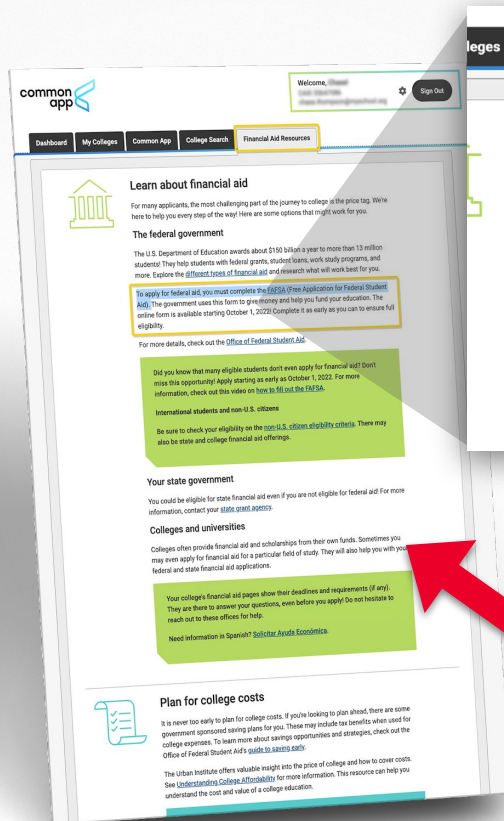 leges
common
app
Welcome,
Sign Out
Dashboard My Colleges Common App College Search Financial Aid Resources
Learn about financial aid
For many applicants, the most challenging part of the journey to college is the price tag. We're
here to help you every step of the way! Here are some options that might work for you.
The federal government
The U.S. Department of Education awards about $150 billion a year to more than 13 million
students! They help students with federal grants, student loans, work study programs, and
more. Explore the different types of financial aid and research what will work best for you.
To apply for federal aid, you must complete the FAFSA (Free Application for Federal Student
Aid). The government uses this form to give money and help you fund your education. The
online form is available starting October 1, 2022! Complete it as early as you can to ensure full
eligibility.
For more details, check out the Office of Federal Student Aid.
Did you know that many eligible students don't even apply for financial aid? Don't
miss this opportunity! Apply starting as early as October 1, 2022. For more
information, check out this video on how to fill out the FAFSA.
International students and non-U.S. citizens
Be sure to check your eligibility on the non-U.S. citizen eligibility criteria. There may
also be state and college financial aid offerings.
Your state government
You could be eligible for state financial aid even if you are not eligible for federal aid! For more
information, contact your state grant agency.
Colleges and universities
Colleges often provide financial aid and scholarships from their own funds. Sometimes you
may even apply for financial aid for a particular field of study. They will also help you with your
federal and state financial aid applications.
Your college's financial aid pages show their deadlines and requirements (if any).
They are there to answer your questions, even before you apply! Do not hesitate to
reach out to these offices for help.
Need information in Spanish? Solicitar Ayuda Económica.
Plan for college costs
It is never too early to plan for college costs. If you're looking to plan ahead, there are some
government sponsored saving plans for you. These may include tax benefits when used for
college expenses. To learn more about savings opportunities and strategies, check out the
Office of Federal Student Aid's guide to saving early.
The Urban Institute offers valuable insight into the price of college and how to cover costs.
See Understanding College Affordability for more information. This resource can help you
understand the cost and value of a college education.